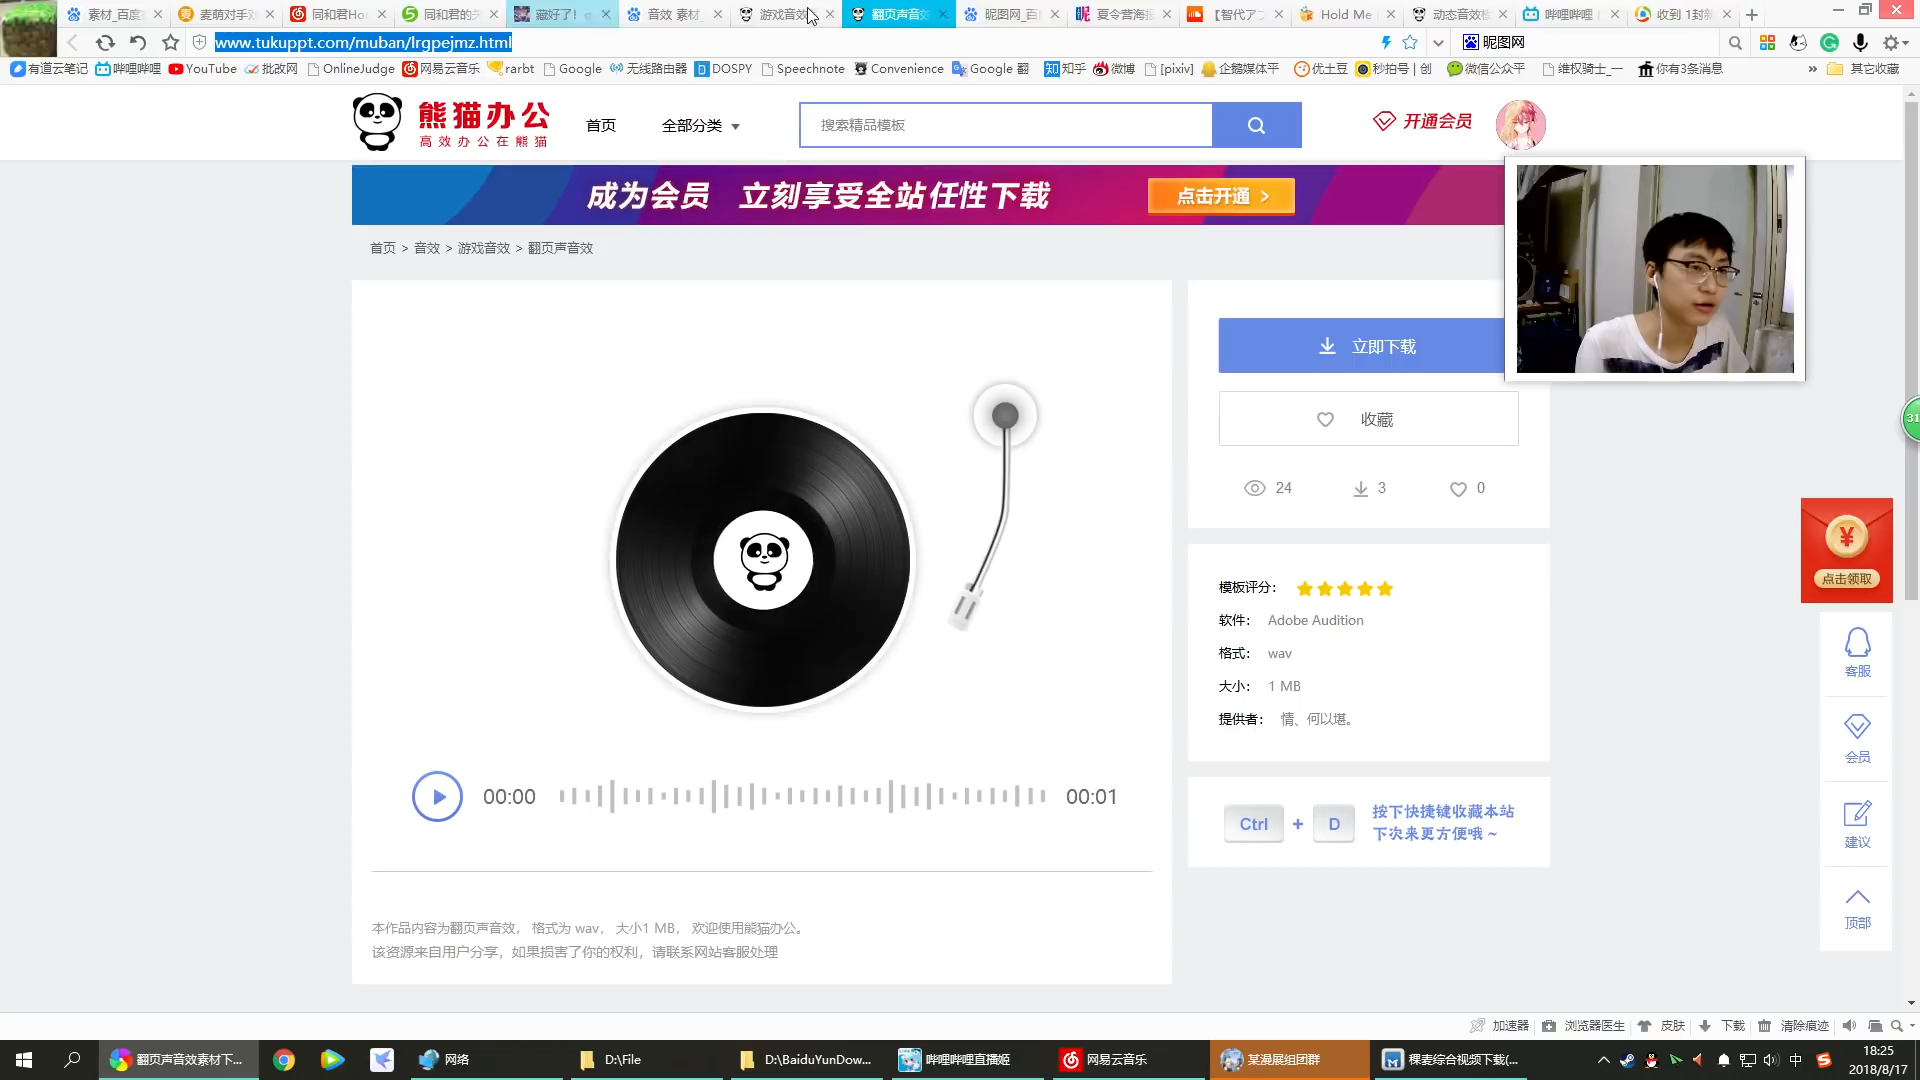 素材_百度
麦萌对手戏
同和君Ho
同和君的
藏好了！
音效 素材
游戏音效
翻页声音效
昵图网_百
夏令营海报
【智代アフ
Hold Me
动态音效
哔哩哔哩
收到 1封新
www.tukuppt.com/muban/lrgpejmz.html
昵图网
有道云笔记
哔哩哔哩
YouTube
批改网
OnlineJudge
网易云音乐
rarbt
Google
无线路由器
DOSPY
Speechnote
Convenience
Google 翻
知乎
微博
[pixiv]
企鹅媒体平
优土豆
秒拍号 | 创
微信公众平
维权骑士_一
你有3条消息
»
其它收藏
熊猫办公
高效办公在熊猫
首页
全部分类
搜索精品模板
开通会员
成为会员 立刻享受全站任性下载
点击开通 >
首页 > 音效 > 游戏音效 > 翻页声音效
立即下载
收藏
24
3
0
模板评分：
软件： Adobe Audition
格式： wav
大小： 1 MB
提供者： 情、何以堪。
Ctrl + D
按下快捷键收藏本站
下次来更方便哦 ~
00:00
00:01
本作品内容为翻页声音效， 格式为 wav， 大小1 MB， 欢迎使用熊猫办公。
该资源来自用户分享，如果损害了你的权利，请联系网站客服处理
31
¥
点击领取
客服
会员
建议
顶部
加速器
浏览器医生
皮肤
下载
清除痕迹
翻页声音效素材下...
网络
D:\File
D:\BaiduYunDow...
哔哩哔哩直播姬
网易云音乐
某漫展组团群
稞麦综合视频下载(...
中
18:25
2018/8/17